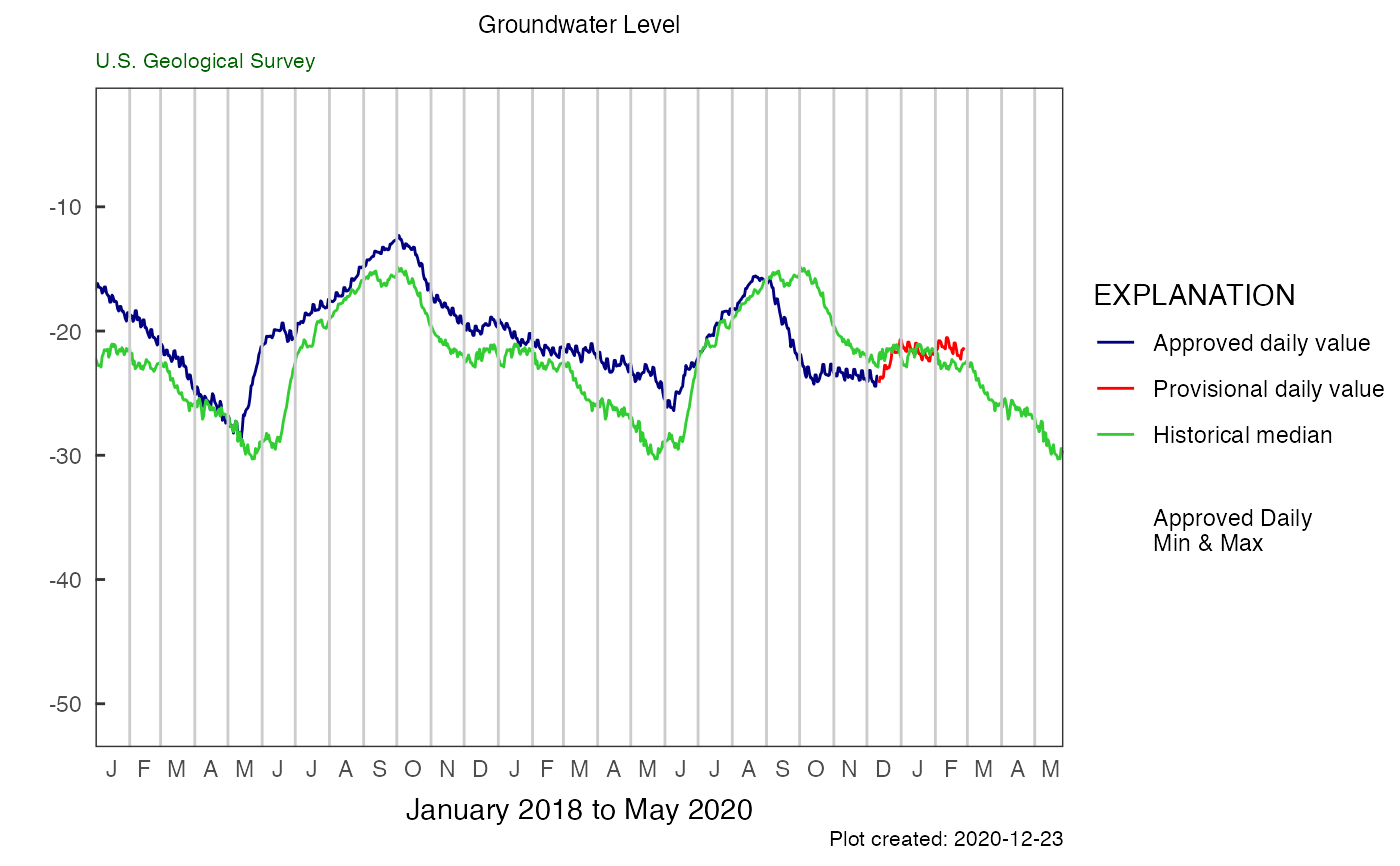 Groundwater Level
U.S. Geological Survey
-10
-20
-30
-40
-50
J F M A M J J A S O N D J F M A M J J A S O N D J F M A M
January 2018 to May 2020
Plot created: 2020-12-23
EXPLANATION
Approved daily value
Provisional daily value
Historical median
Approved Daily
Min & Max